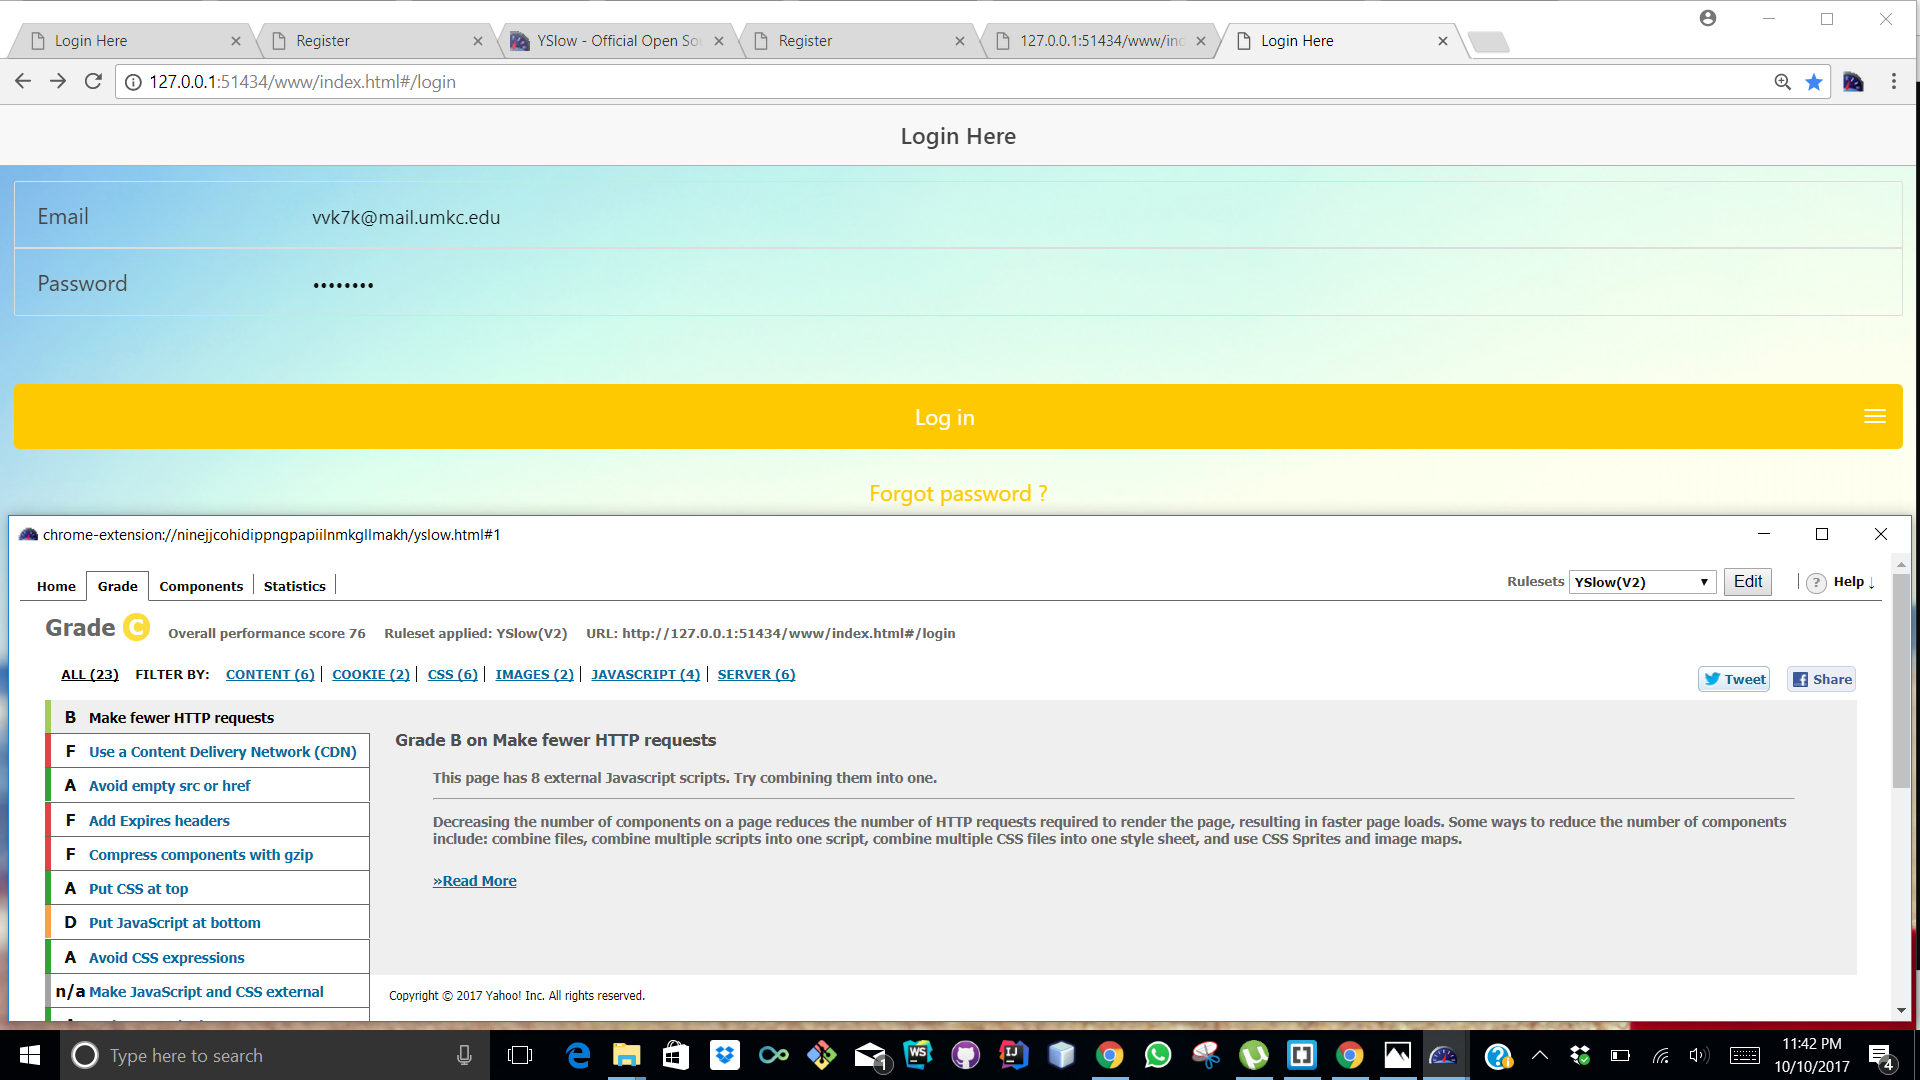 Login Here
Register
YSlow - Official Open Sou
Register
127.0.0.1:51434/www/ind
Login Here
127.0.0.1:51434/www/index.html#/login
Login Here
Email
vvk7k@mail.umkc.edu
Password
••••••••
Log in
Forgot password ?
chrome-extension://ninejjcohidippngpapiilnmkgllmakh/yslow.html#1
Home
Grade
Components
Statistics
Rulesets
YSlow(V2)
Edit
? Help ↓
Grade C
Overall performance score 76
Ruleset applied: YSlow(V2)
URL: http://127.0.0.1:51434/www/index.html#/login
ALL (23)
FILTER BY:
CONTENT (6)
COOKIE (2)
CSS (6)
IMAGES (2)
JAVASCRIPT (4)
SERVER (6)
Tweet
Share
B Make fewer HTTP requests
F Use a Content Delivery Network (CDN)
A Avoid empty src or href
F Add Expires headers
F Compress components with gzip
A Put CSS at top
D Put JavaScript at bottom
A Avoid CSS expressions
n/a Make JavaScript and CSS external
Grade B on Make fewer HTTP requests
This page has 8 external Javascript scripts. Try combining them into one.
Decreasing the number of components on a page reduces the number of HTTP requests required to render the page, resulting in faster page loads. Some ways to reduce the number of components
include: combine files, combine multiple scripts into one script, combine multiple CSS files into one style sheet, and use CSS Sprites and image maps.
»Read More
Copyright © 2017 Yahoo! Inc. All rights reserved.
Type here to search
1
WS
IJ
11:42 PM
10/10/2017
4